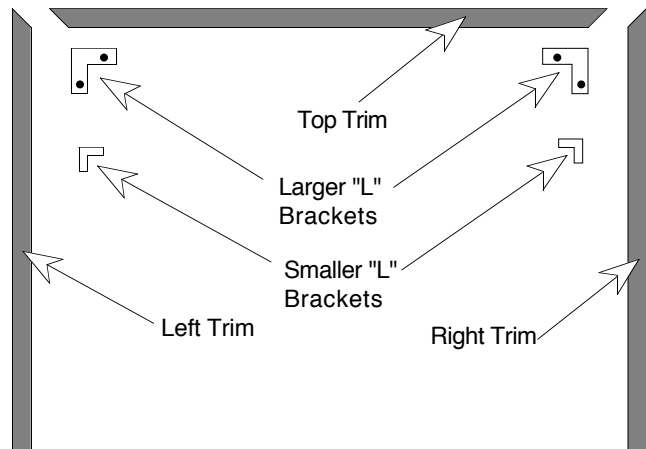 Top Trim
Larger "L"
Brackets
Smaller "L"
Brackets
Left Trim
Right Trim